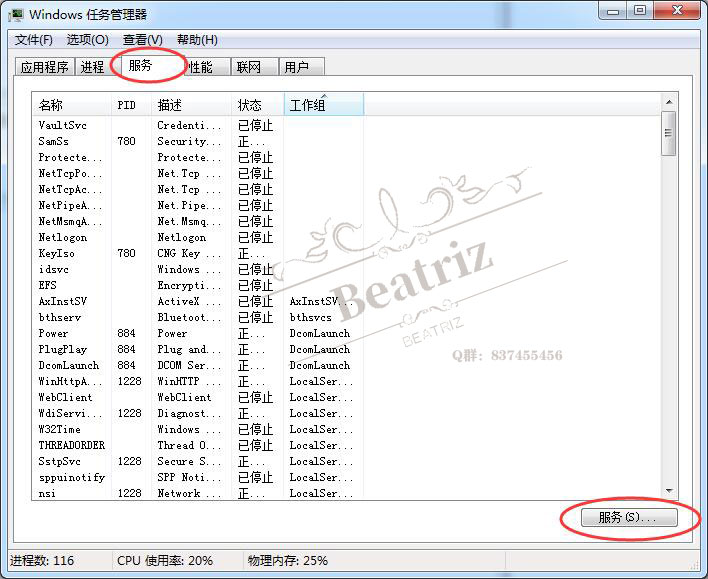 Windows 任务管理器
文件(F) 选项(O) 查看(V) 帮助(H)
应用程序 进程 服务 性能 联网 用户
名称 PID 描述 状态 工作组
VaultSvc Credenti... 已停止
SamSs 780 Security... 正...
Protecte... Protecte... 已停止
NetTcpPo... Net.Tcp ... 已停止
NetTcpAc... Net.Tcp ... 已停止
NetPipeA... Net.Pipe... 已停止
NetMsmqA... Net.Msmq... 已停止
Netlogon Netlogon 已停止
KeyIso 780 CNG Key ... 正...
idsvc Windows ... 已停止
EFS Encrypti... 已停止
AxInstSV ActiveX ... 已停止 AxInstSV...
bthserv Bluetoot... 已停止 bthsvcs
Power 884 Power 正... DcomLaunch
PlugPlay 884 Plug and... 正... DcomLaunch
DcomLaunch 884 DCOM Ser... 正... DcomLaunch
WinHttpA... 1228 WinHTTP ... 正... LocalSer...
WebClient WebClient 已停止 LocalSer...
WdiServi... 1228 Diagnost... 正... LocalSer...
W32Time Windows ... 已停止 LocalSer...
THREADORDER Thread O... 已停止 LocalSer...
SstpSvc 1228 Secure S... 正... LocalSer...
sppuinotify SPP Noti... 已停止 LocalSer...
nsi 1228 Network ... 正... LocalSer...
Beatriz
BEATRIZ
Q群: 837455456
服务(S)...
进程数: 116 CPU 使用率: 20% 物理内存: 25%